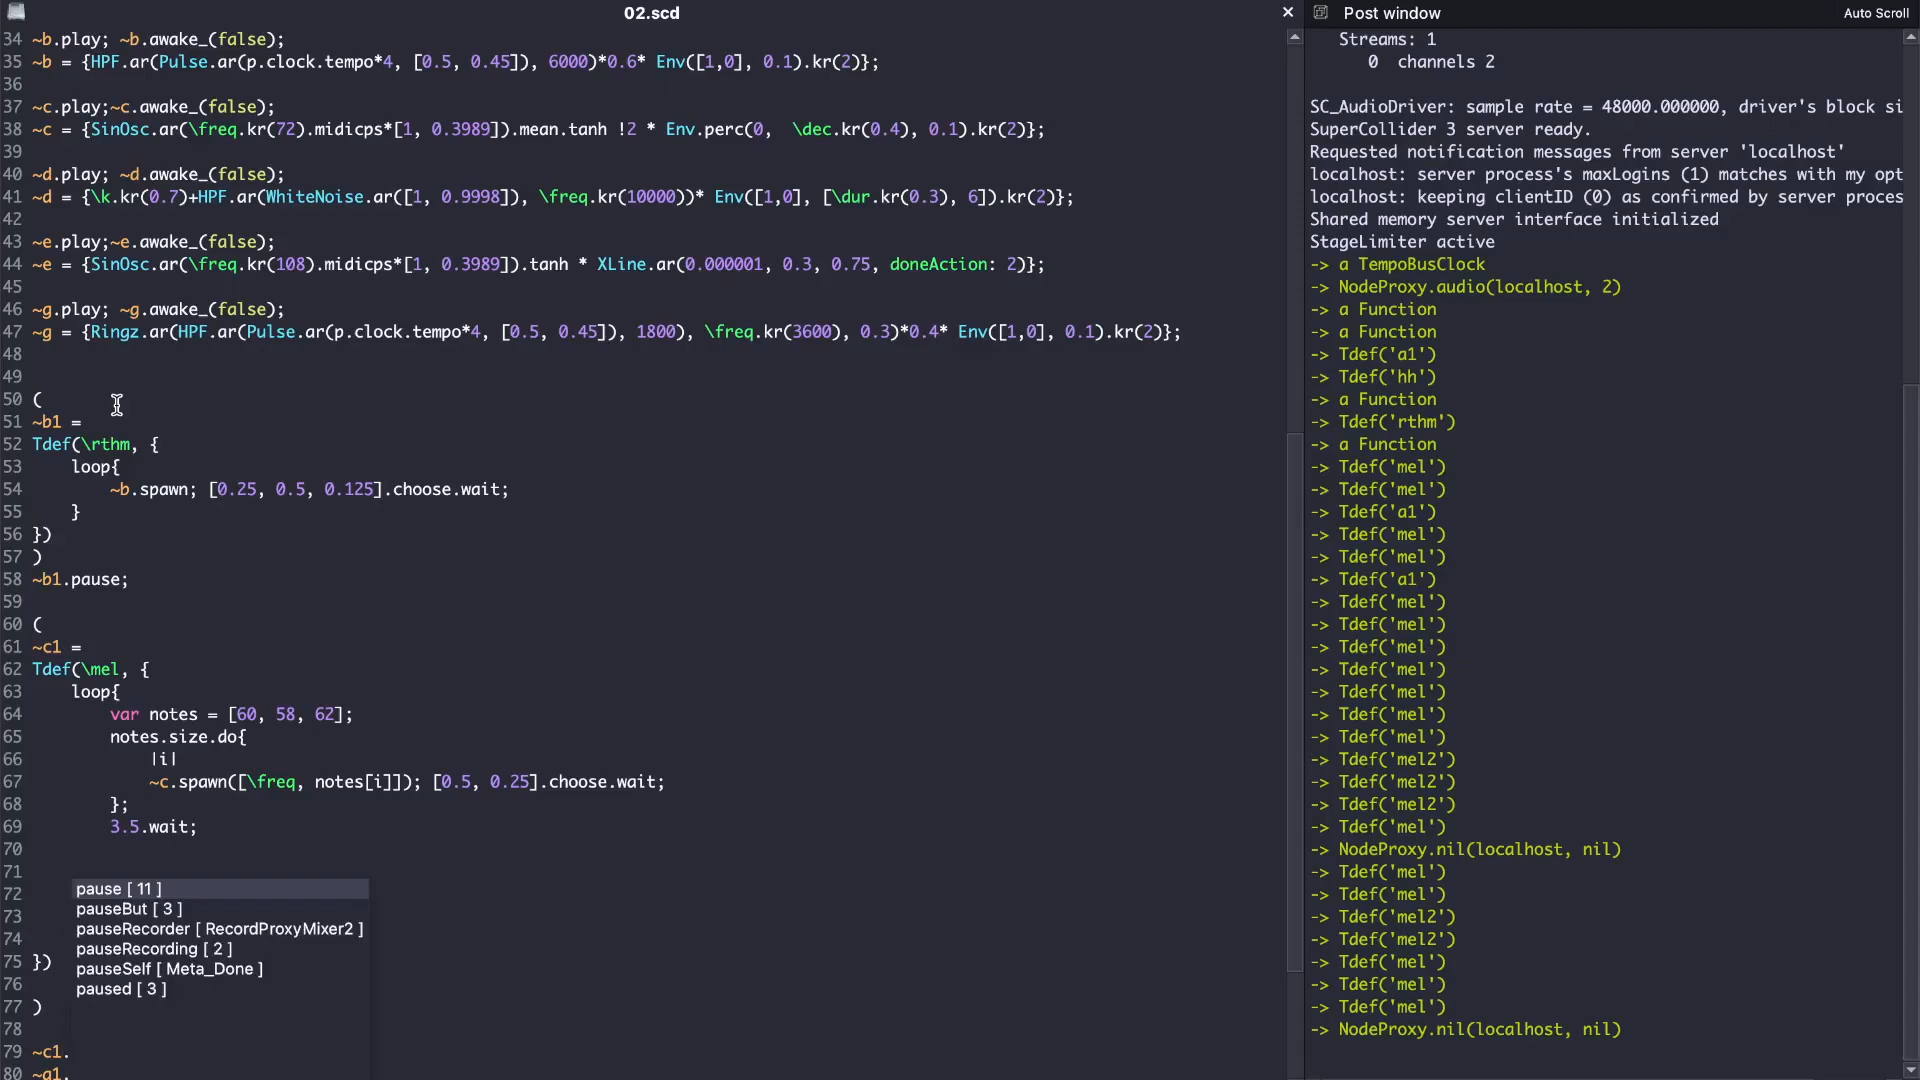 02.scd
34 ~b.play; ~b.awake_(false);
35 ~b = {HPF.ar(Pulse.ar(p.clock.tempo*4, [0.5, 0.45]), 6000)*0.6* Env([1,0], 0.1).kr(2)};
36
37 ~c.play;~c.awake_(false);
38 ~c = {SinOsc.ar(\freq.kr(72).midicps*[1, 0.3989]).mean.tanh !2 * Env.perc(0,  \dec.kr(0.4), 0.1).kr(2)};
39
40 ~d.play; ~d.awake_(false);
41 ~d = {\k.kr(0.7)+HPF.ar(WhiteNoise.ar([1, 0.9998]), \freq.kr(10000))* Env([1,0], [\dur.kr(0.3), 6]).kr(2)};
42
43 ~e.play;~e.awake_(false);
44 ~e = {SinOsc.ar(\freq.kr(108).midicps*[1, 0.3989]).tanh * XLine.ar(0.000001, 0.3, 0.75, doneAction: 2)};
45
46 ~g.play; ~g.awake_(false);
47 ~g = {Ringz.ar(HPF.ar(Pulse.ar(p.clock.tempo*4, [0.5, 0.45]), 1800), \freq.kr(3600), 0.3)*0.4* Env([1,0], 0.1).kr(2)};
48
49
50 (
51 ~b1 =
52 Tdef(\rthm, {
53     loop{
54         ~b.spawn; [0.25, 0.5, 0.125].choose.wait;
55     }
56 })
57 )
58 ~b1.pause;
59
60 (
61 ~c1 =
62 Tdef(\mel, {
63     loop{
64         var notes = [60, 58, 62];
65         notes.size.do{
66             |i|
67             ~c.spawn([\freq, notes[i]]); [0.5, 0.25].choose.wait;
68         };
69         3.5.wait;
70
71
72
73
74
75 })
76
77 )
78
79 ~c1.
80 ~a1.
pause [ 11 ]
pauseBut [ 3 ]
pauseRecorder [ RecordProxyMixer2 ]
pauseRecording [ 2 ]
pauseSelf [ Meta_Done ]
paused [ 3 ]
Post window
Auto Scroll
Streams: 1
0  channels 2
SC_AudioDriver: sample rate = 48000.000000, driver's block si
SuperCollider 3 server ready.
Requested notification messages from server 'localhost'
localhost: server process's maxLogins (1) matches with my opt
localhost: keeping clientID (0) as confirmed by server proces
Shared memory server interface initialized
StageLimiter active
-> a TempoBusClock
-> NodeProxy.audio(localhost, 2)
-> a Function
-> a Function
-> Tdef('a1')
-> Tdef('hh')
-> a Function
-> Tdef('rthm')
-> a Function
-> Tdef('mel')
-> Tdef('mel')
-> Tdef('a1')
-> Tdef('mel')
-> Tdef('mel')
-> Tdef('a1')
-> Tdef('mel')
-> Tdef('mel')
-> Tdef('mel')
-> Tdef('mel')
-> Tdef('mel')
-> Tdef('mel')
-> Tdef('mel')
-> Tdef('mel2')
-> Tdef('mel2')
-> Tdef('mel2')
-> Tdef('mel')
-> NodeProxy.nil(localhost, nil)
-> Tdef('mel')
-> Tdef('mel')
-> Tdef('mel2')
-> Tdef('mel2')
-> Tdef('mel')
-> Tdef('mel')
-> Tdef('mel')
-> NodeProxy.nil(localhost, nil)